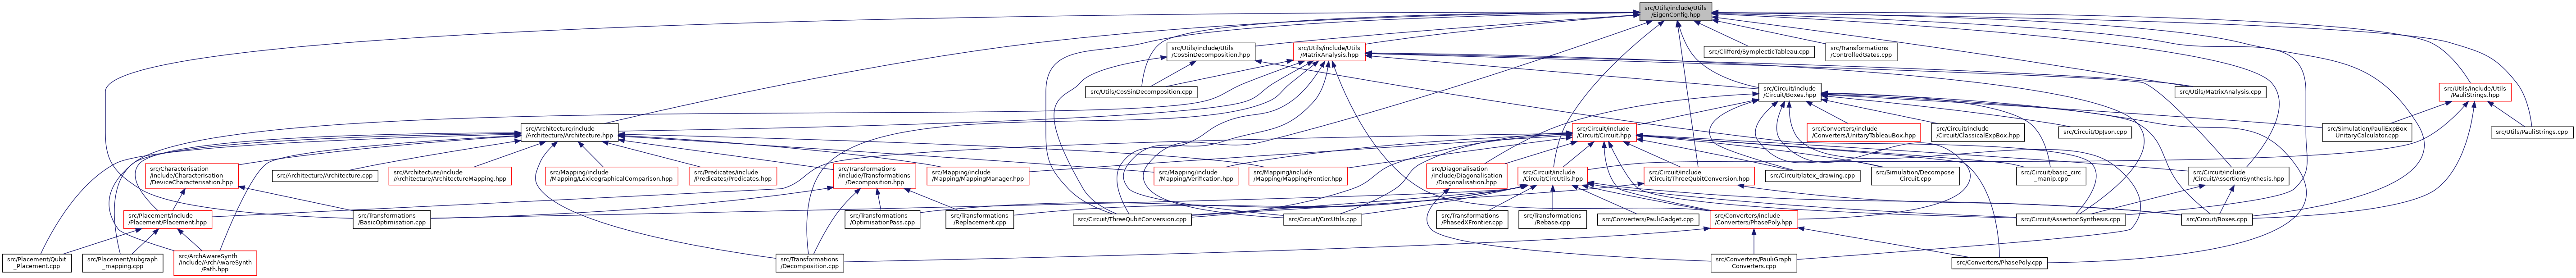 src/Utils/include/Utils
/EigenConfig.hpp
src/Utils/include/Utils
/CosSinDecomposition.hpp
src/Utils/include/Utils
/MatrixAnalysis.hpp
src/Clifford/SymplecticTableau.cpp
src/Transformations
/ControlledGates.cpp
src/Utils/CosSinDecomposition.cpp
src/Circuit/include
/Circuit/Boxes.hpp
src/Utils/MatrixAnalysis.cpp
src/Utils/include/Utils
/PauliStrings.hpp
src/Architecture/include
/Architecture/Architecture.hpp
src/Circuit/include
/Circuit/Circuit.hpp
src/Converters/include
/Converters/UnitaryTableauBox.hpp
src/Circuit/include
/Circuit/ClassicalExpBox.hpp
src/Circuit/OpJson.cpp
src/Simulation/PauliExpBox
UnitaryCalculator.cpp
src/Utils/PauliStrings.cpp
src/Characterisation
/include/Characterisation
/DeviceCharacterisation.hpp
src/Architecture/Architecture.cpp
src/Architecture/include
/Architecture/ArchitectureMapping.hpp
src/Mapping/include
/Mapping/LexicographicalComparison.hpp
src/Predicates/include
/Predicates/Predicates.hpp
src/Transformations
/include/Transformations
/Decomposition.hpp
src/Mapping/include
/Mapping/MappingManager.hpp
src/Mapping/include
/Mapping/Verification.hpp
src/Mapping/include
/Mapping/MappingFrontier.hpp
src/Diagonalisation
/include/Diagonalisation
/Diagonalisation.hpp
src/Circuit/include
/Circuit/CircUtils.hpp
src/Circuit/include
/Circuit/ThreeQubitConversion.hpp
src/Circuit/latex_drawing.cpp
src/Simulation/Decompose
Circuit.cpp
src/Circuit/basic_circ
_manip.cpp
src/Circuit/include
/Circuit/AssertionSynthesis.hpp
src/Placement/include
/Placement/Placement.hpp
src/Transformations
/BasicOptimisation.cpp
src/Transformations
/OptimisationPass.cpp
src/Transformations
/Replacement.cpp
src/Circuit/ThreeQubitConversion.cpp
src/Circuit/CircUtils.cpp
src/Transformations
/PhasedXFrontier.cpp
src/Transformations
/Rebase.cpp
src/Converters/PauliGadget.cpp
src/Converters/include
/Converters/PhasePoly.hpp
src/Circuit/AssertionSynthesis.cpp
src/Circuit/Boxes.cpp
src/Placement/Qubit
_Placement.cpp
src/Placement/subgraph
_mapping.cpp
src/ArchAwareSynth
/include/ArchAwareSynth
/Path.hpp
src/Transformations
/Decomposition.cpp
src/Converters/PauliGraph
Converters.cpp
src/Converters/PhasePoly.cpp